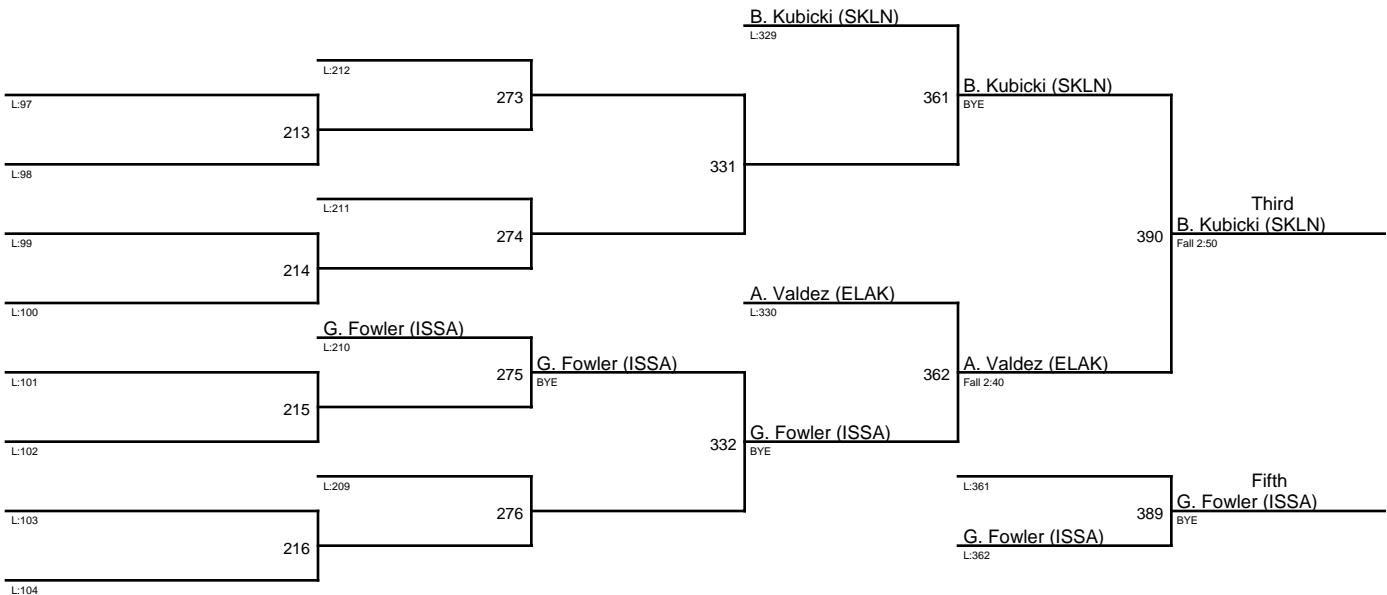 B. Kubicki (SKLN)
L:329
L:212
L:97
273
361
B. Kubicki (SKLN)
BYE
213
L:98
331
L:211
Third
L:99
274
390
B. Kubicki (SKLN)
Fall 2:50
214
A. Valdez (ELAK)
L:100
L:330
G. Fowler (ISSA)
L:210
G. Fowler (ISSA)
A. Valdez (ELAK)
L:101
275
BYE
362
Fall 2:40
215
G. Fowler (ISSA)
L:102
332
BYE
L:209
L:361
Fifth
G. Fowler (ISSA)
L:103
276
389
BYE
G. Fowler (ISSA)
216
L:362
L:104